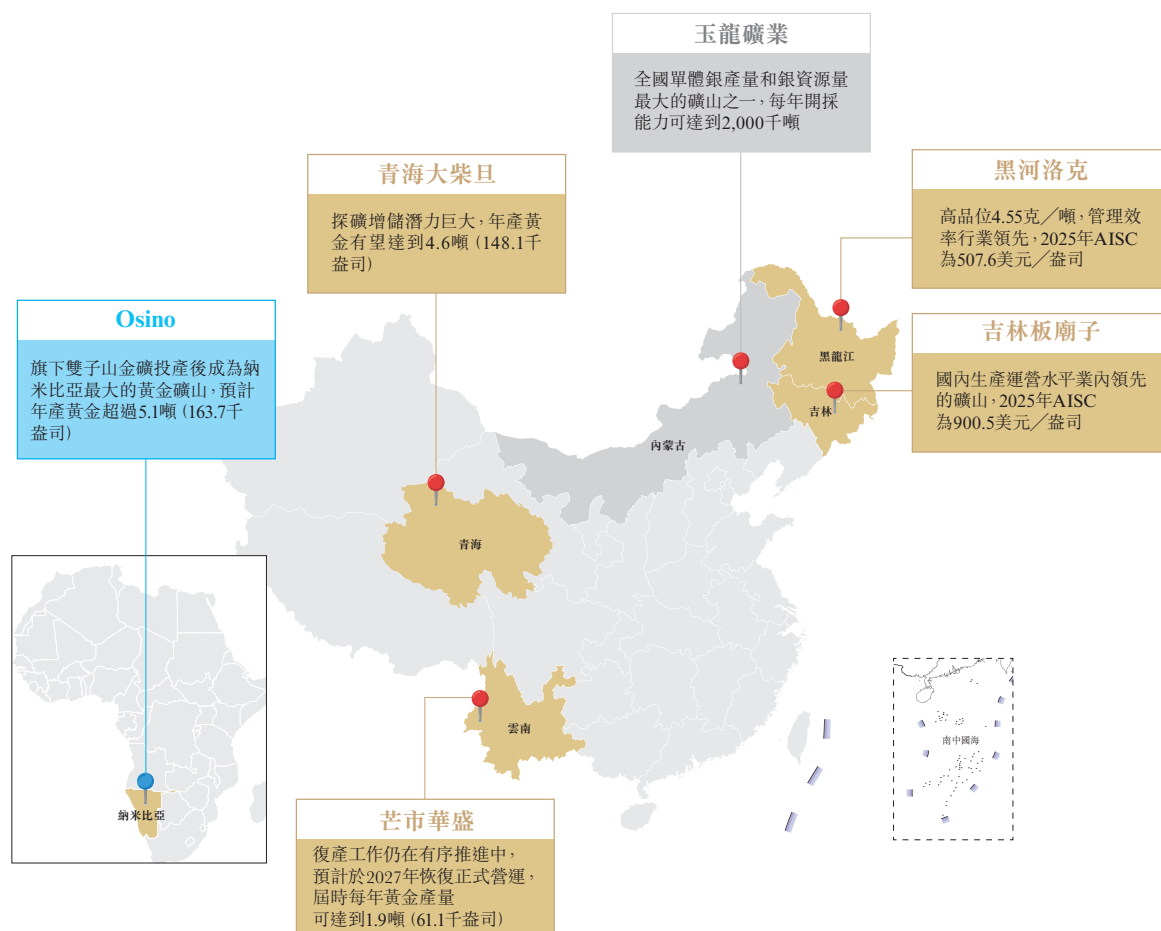 玉龍礦業
全國單體銀產量和銀資源量
最大的礦山之一，每年開採
能力可達到2,000千噸
青海大柴旦
探礦增儲潛力巨大，年產黃
金有望達到4.6噸（148.1千
盎司）
黑河洛克
高品位4.55克／噸，管理效
率行業領先，2025年AISC
為507.6美元／盎司
Osino
旗下雙子山金礦投產後成為納
米比亞最大的黃金礦山，預計
年產黃金超過5.1噸（163.7千
盎司）
吉林板廟子
國內生產運營水平業內領先
的礦山，2025年AISC
為900.5美元／盎司
黑龍江
吉林
內蒙古
青海
雲南
南中國海
納米比亞
芒市華盛
復產工作仍在有序推進中，
預計於2027年恢復正式營運，
屆時每年黃金產量
可達到1.9噸（61.1千盎司）